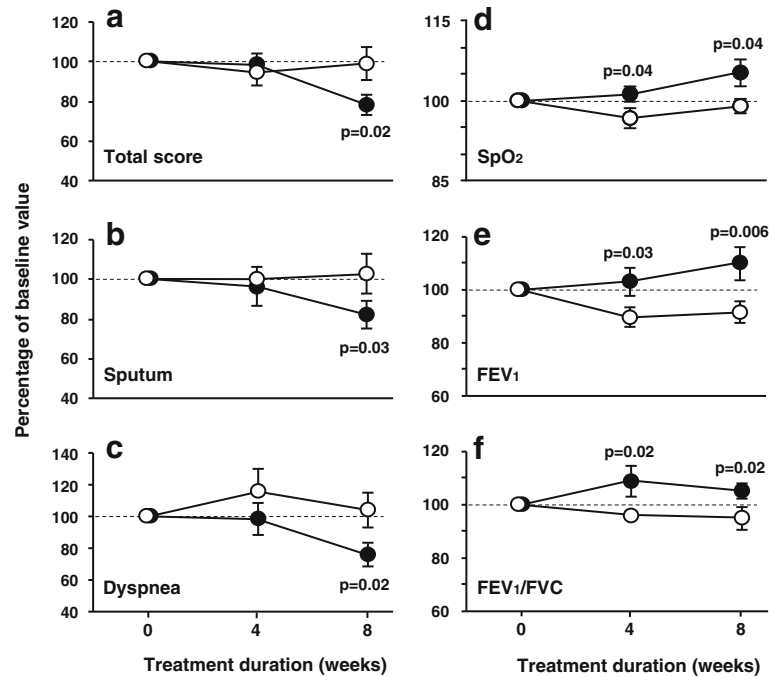 Percentage of baseline value
a
120
100
80
60
40
p=0.02
Total score
b
120
100
80
60
40
p=0.03
Sputum
c
140
120
100
80
60
40
p=0.02
Dyspnea
0 4 8
Treatment duration (weeks)
d
115
100
85
p=0.04
p=0.04
SpO2
e
120
100
80
60
p=0.03
p=0.006
FEV1
f
120
100
80
60
p=0.02
p=0.02
FEV1/FVC
0 4 8
Treatment duration (weeks)